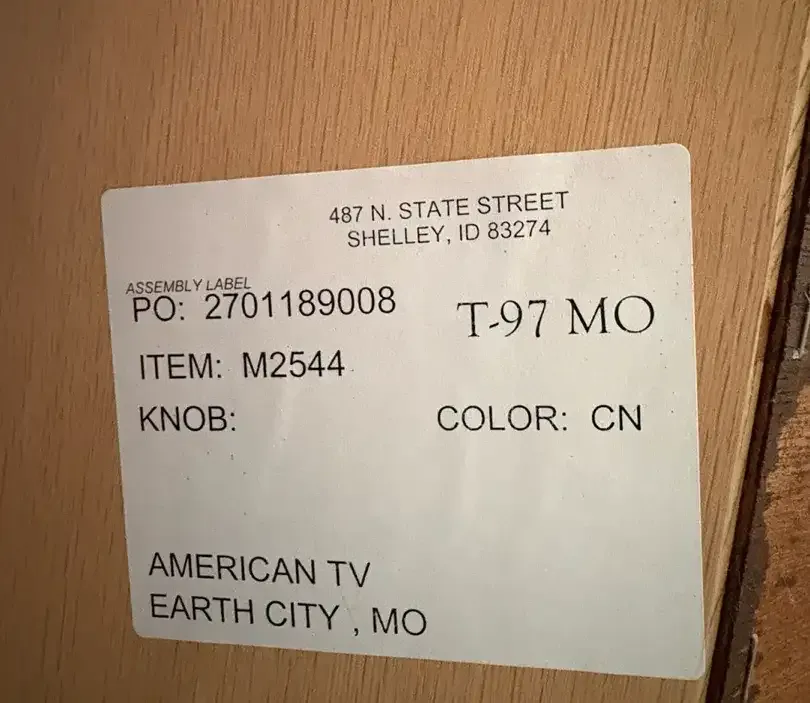 487 N. STATE STREET
SHELLEY, ID 83274
ASSEMBLY LABEL
PO: 2701189008
T-97 MO
ITEM: M2544
KNOB:
COLOR: CN
AMERICAN TV
EARTH CITY , MO